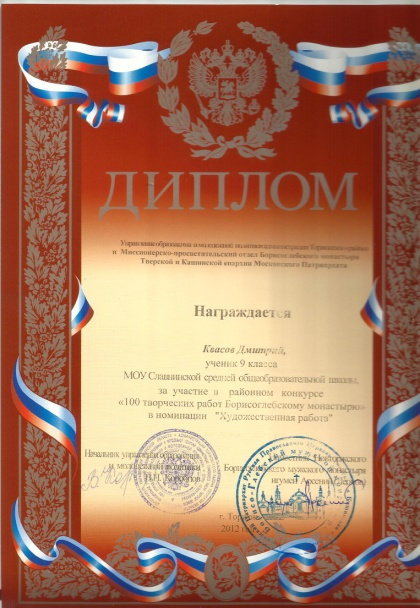 ДИПЛОМ
Управление образования и молодежной политики администрации Торжокского района
и Миссионерско-просветительский отдел Борисоглебского монастыря
Тверской и Кашинской епархии Московского Патриархата
Награждается
Квасов Дмитрий,
ученик 9 класса
МОУ Славнинской средней общеобразовательной школы,
за участие в районном конкурсе
«100 творческих работ Борисоглебскому монастырю»
в номинации "Художественная работа"
Начальник управления образования
и молодежной политики
Борисоглебского мужского монастыря
игумен Арсений
г.
2012